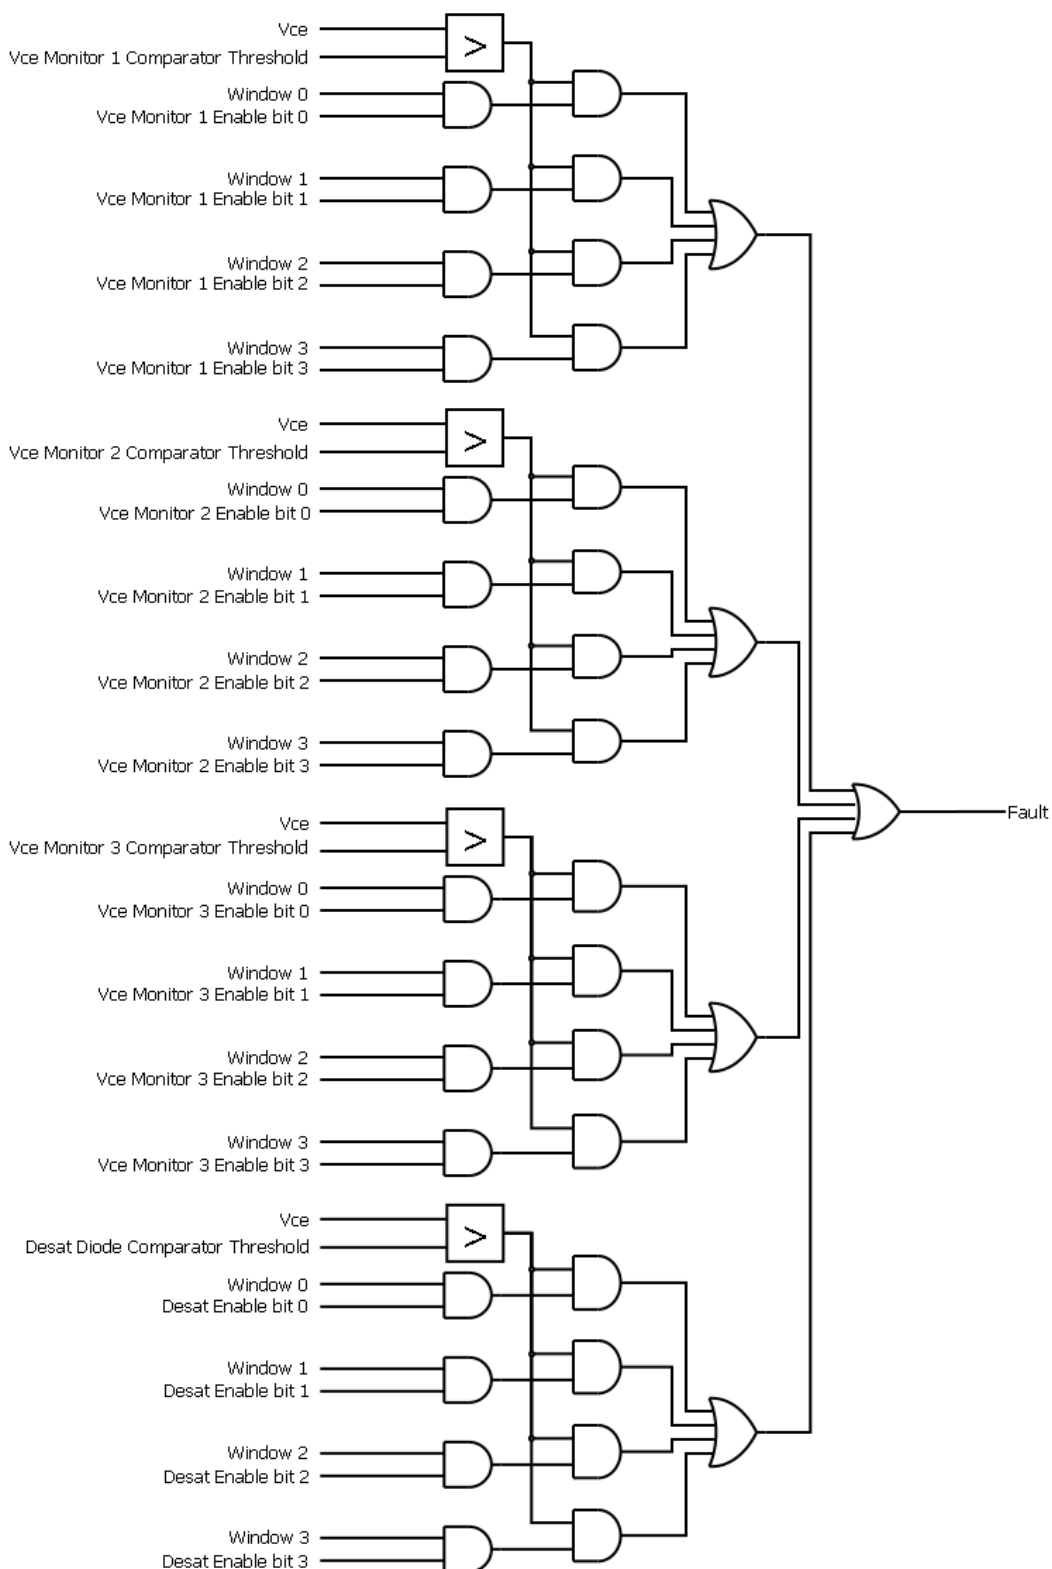 Vce
>
Vce Monitor 1 Comparator Threshold
Window 0
Vce Monitor 1 Enable bit 0
Window 1
Vce Monitor 1 Enable bit 1
Window 2
Vce Monitor 1 Enable bit 2
Window 3
Vce Monitor 1 Enable bit 3
Vce
>
Vce Monitor 2 Comparator Threshold
Window 0
Vce Monitor 2 Enable bit 0
Window 1
Vce Monitor 2 Enable bit 1
Window 2
Vce Monitor 2 Enable bit 2
Window 3
Vce Monitor 2 Enable bit 3
Fault
Vce
>
Vce Monitor 3 Comparator Threshold
Window 0
Vce Monitor 3 Enable bit 0
Window 1
Vce Monitor 3 Enable bit 1
Window 2
Vce Monitor 3 Enable bit 2
Window 3
Vce Monitor 3 Enable bit 3
Vce
>
Desat Diode Comparator Threshold
Window 0
Desat Enable bit 0
Window 1
Desat Enable bit 1
Window 2
Desat Enable bit 2
Window 3
Desat Enable bit 3